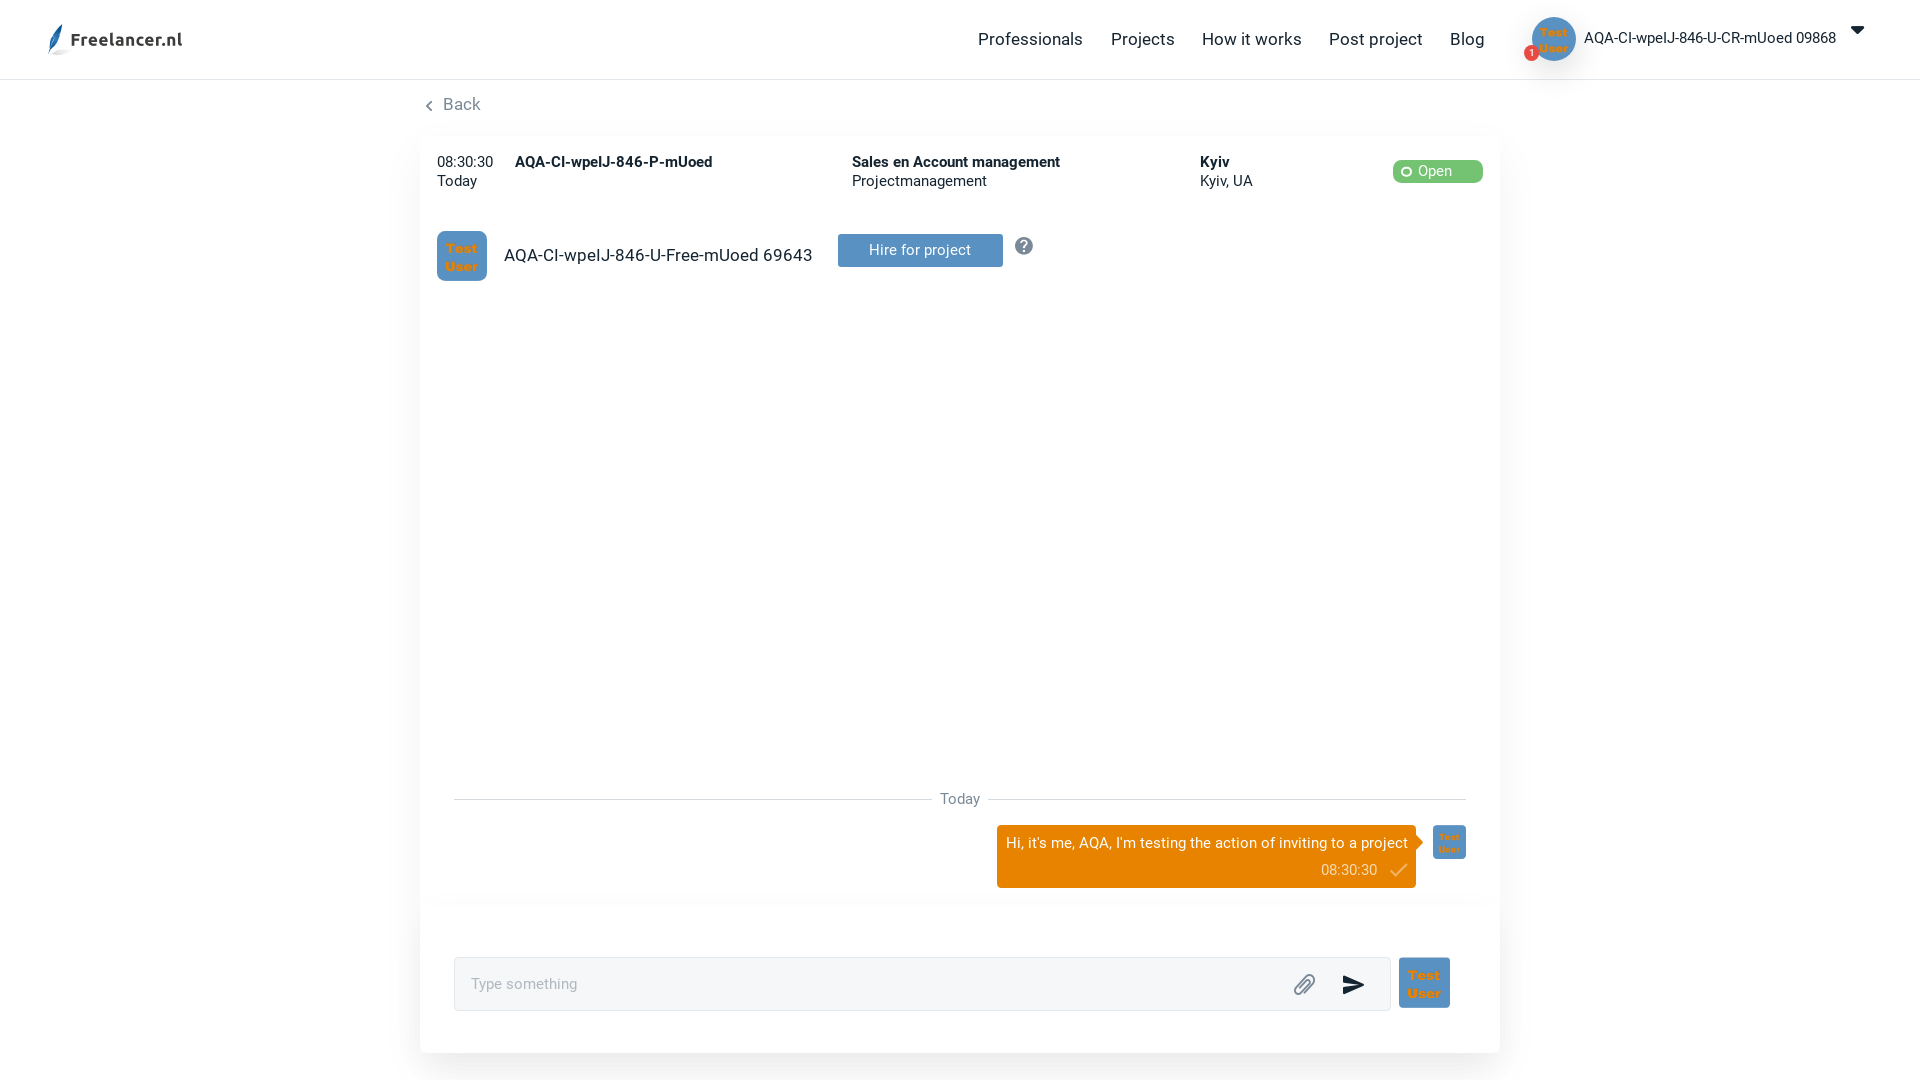 Freelancer.nl
Professionals
Projects
How it works
Post project
Blog
Test
User
1
AQA-CI-wpeIJ-846-U-CR-mUoed 09868
Back
08:30:30
Today
AQA-CI-wpeIJ-846-P-mUoed
Sales en Account management
Projectmanagement
Kyiv
Kyiv, UA
Open
Test
User
AQA-CI-wpeIJ-846-U-Free-mUoed 69643
Hire for project
?
Today
Hi, it's me, AQA, I'm testing the action of inviting to a project
08:30:30
Test
User
Type something
Test
User